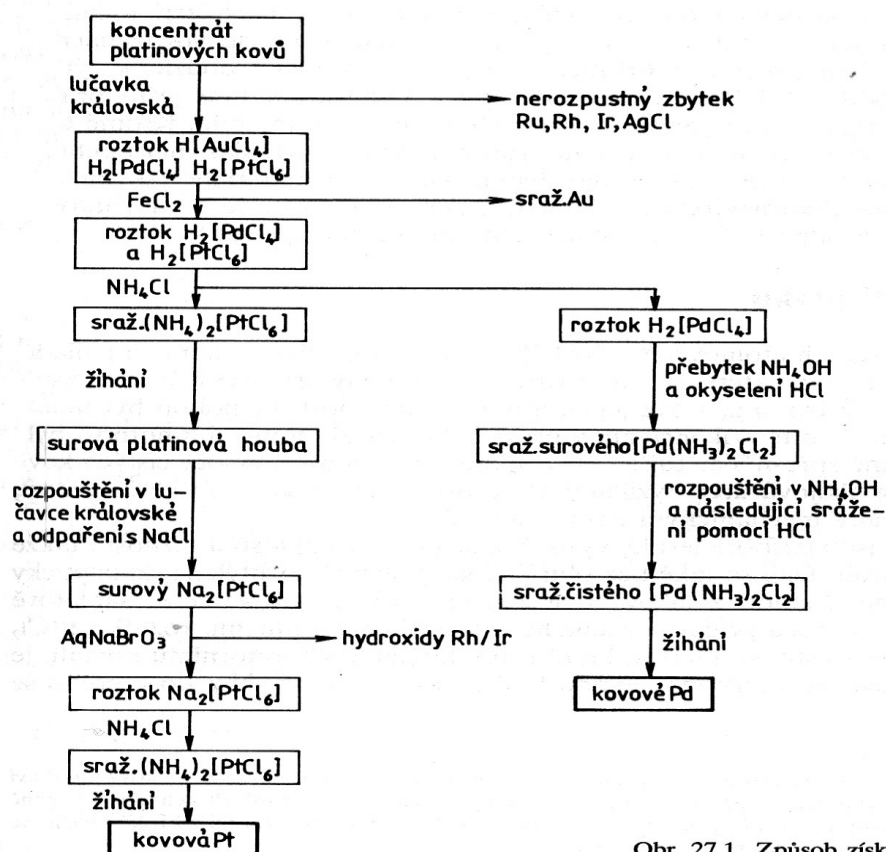 koncentrát
platinových kovů
lučavka
královská
nerozpustný zbytek
Ru,Rh, Ir,AgCl
roztok H[AuCl₄]
H₂[PdCl₄] H₂[PtCl₆]
FeCl₂
sraž.Au
roztok H₂[PdCl₄]
a H₂[PtCl₆]
NH₄Cl
sraž.(NH₄)₂[PtCl₆]
žíhání
surová platinová houba
rozpouštění v lu-
čavce královské
a odpaření s NaCl
surový Na₂[PtCl₆]
AqNaBrO₃
hydroxidy Rh/Ir
roztok Na₂[PtCl₆]
NH₄Cl
sraž.(NH₄)₂[PtCl₆]
žíhání
kovová Pt
roztok H₂[PdCl₄]
přebytek NH₄OH
a okyselení HCl
sraž.surového[Pd(NH₃)₂Cl₂]
rozpouštění v NH₄OH
a následující sráže-
ní pomocí HCl
sraž.čistého [Pd(NH₃)₂Cl₂]
žíhání
kovové Pd
Obr. 27.1. Způsob získ